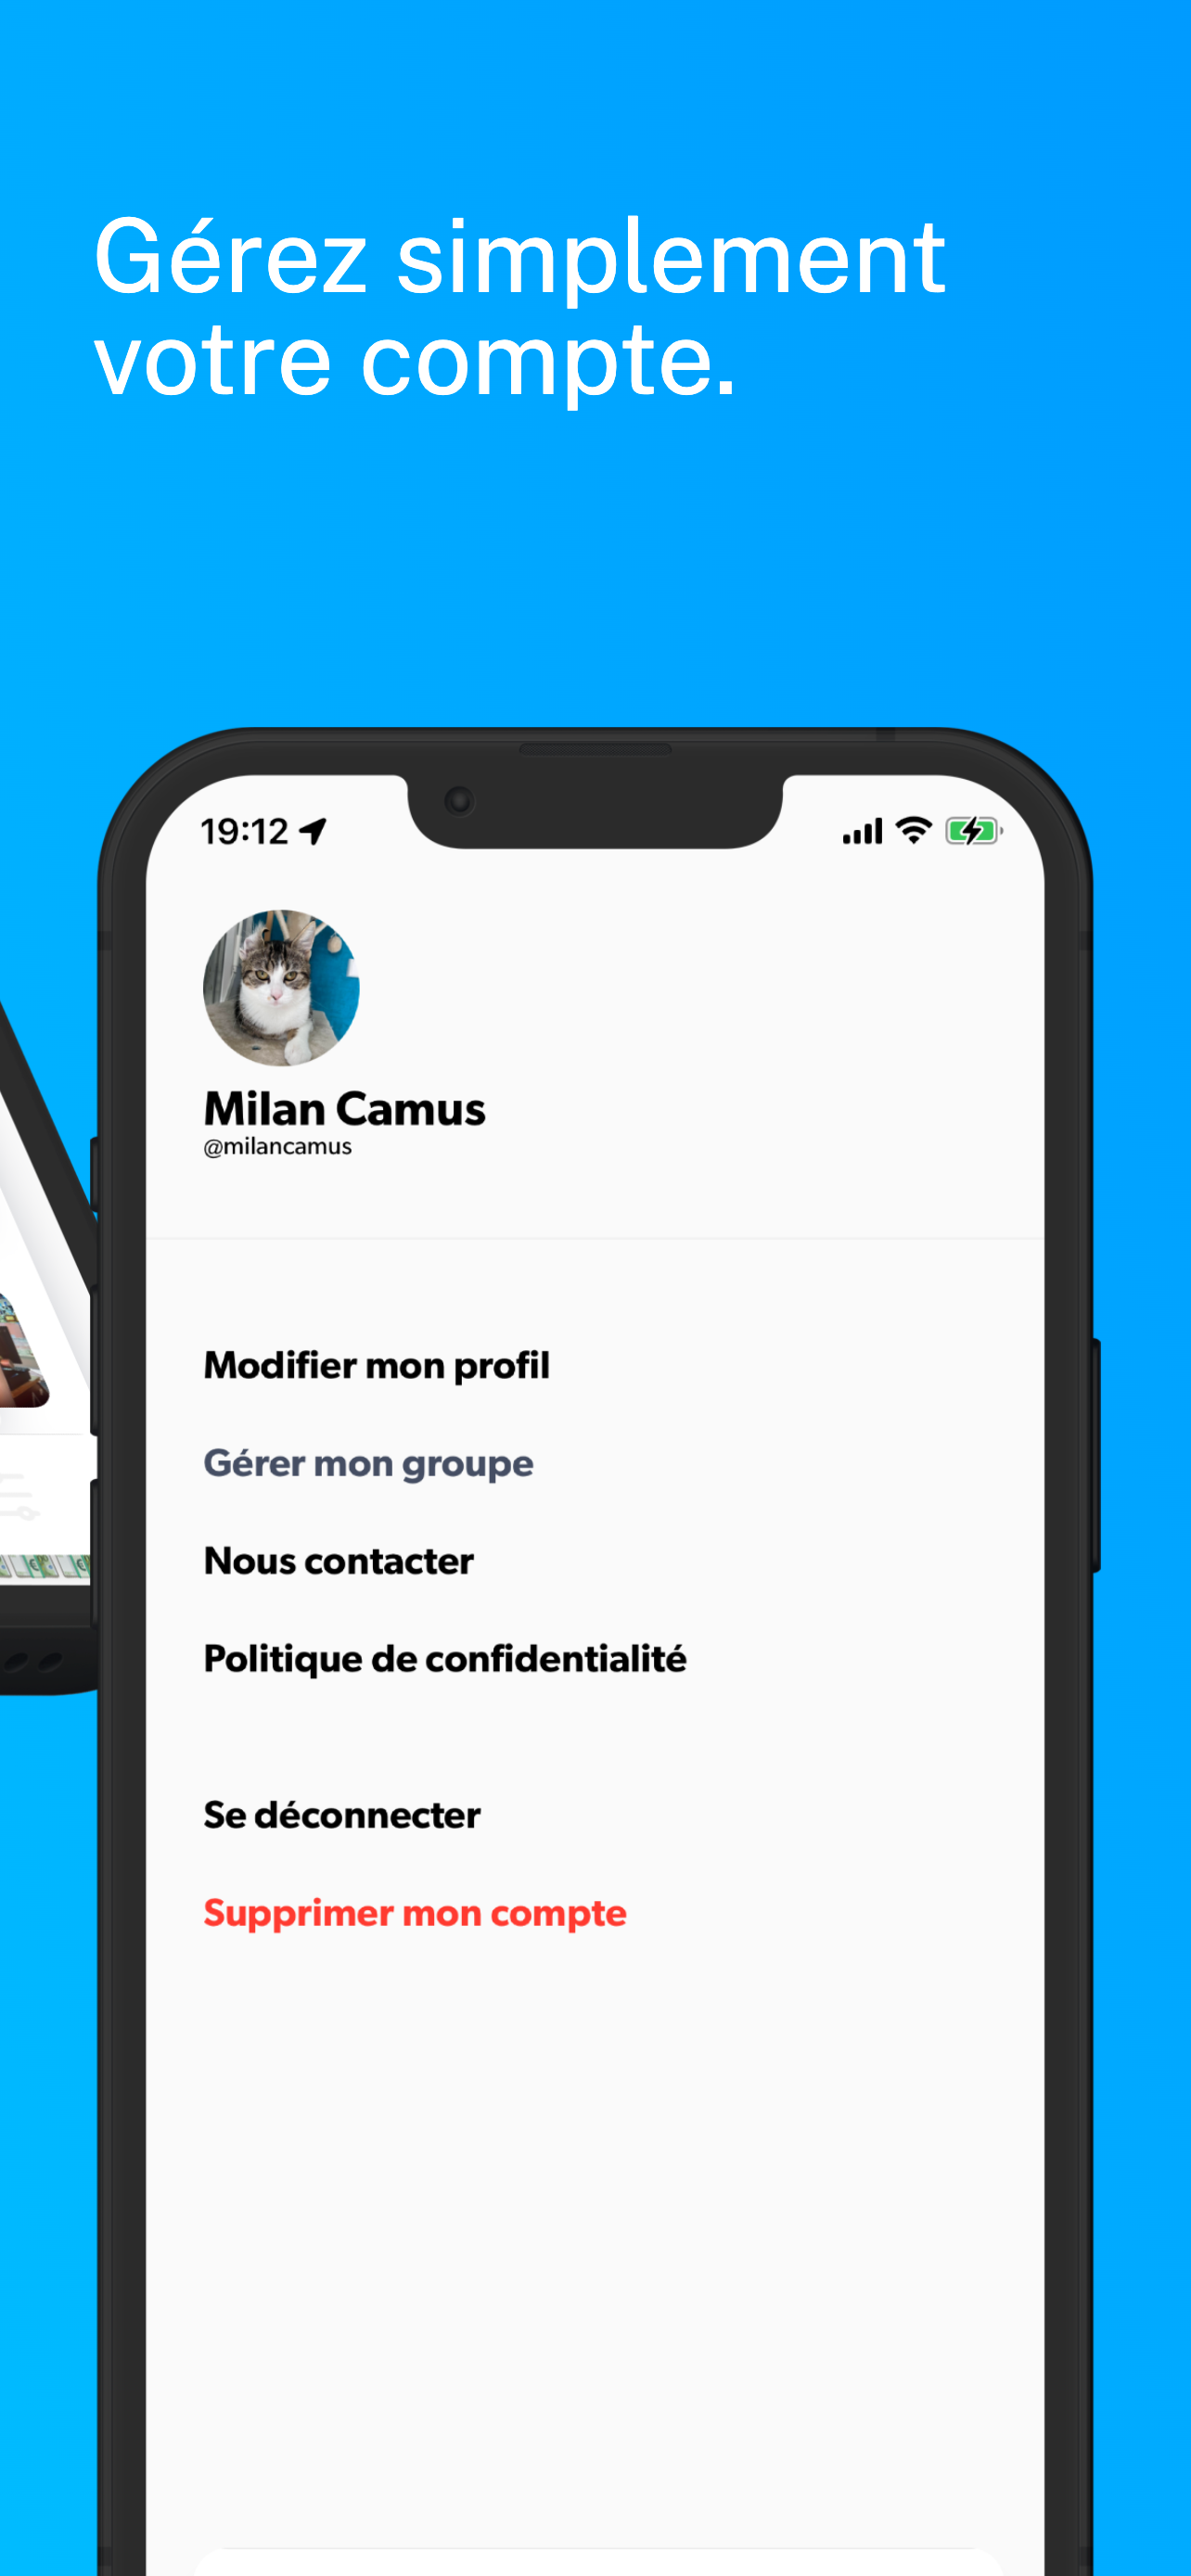 Gérez simplement
votre compte.
19:12
Milan Camus
@milancamus
Modifier mon profil
Gérer mon groupe
Nous contacter
Politique de confidentialité
Se déconnecter
Supprimer mon compte